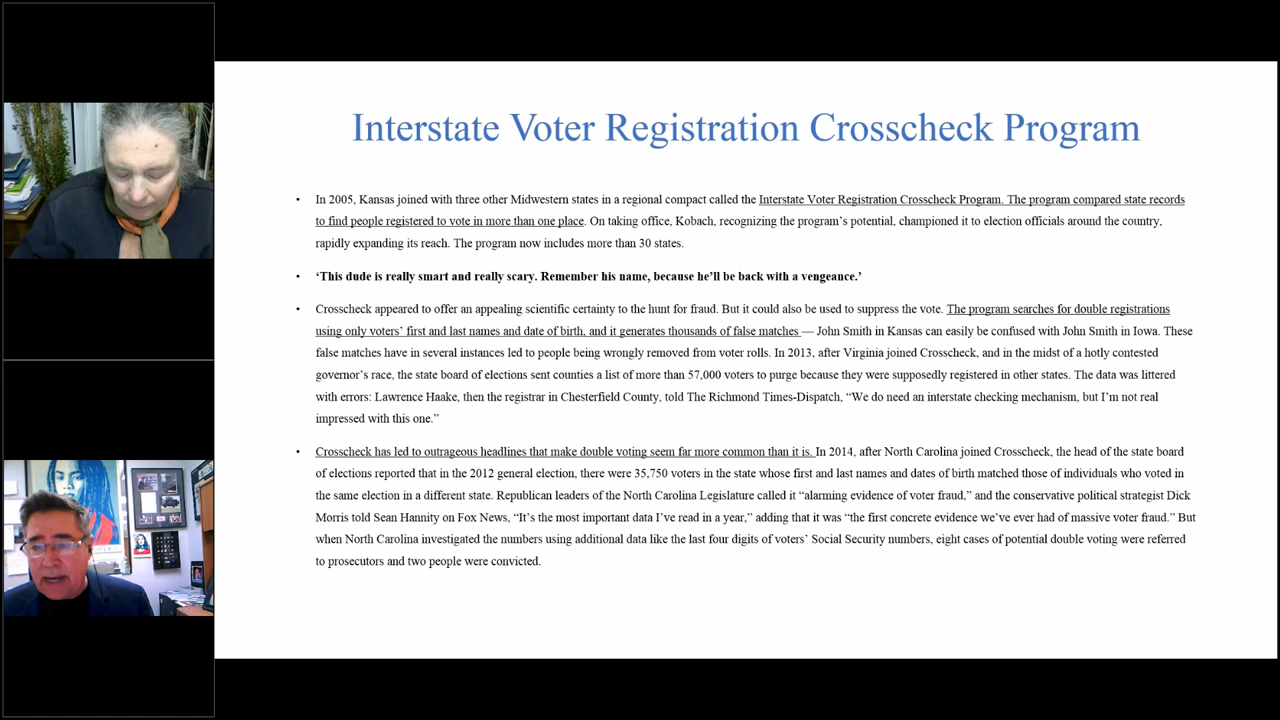 Interstate Voter Registration Crosscheck Program
• In 2005, Kansas joined with three other Midwestern states in a regional compact called the Interstate Voter Registration Crosscheck Program. The program compared state records
to find people registered to vote in more than one place. On taking office, Kobach, recognizing the program’s potential, championed it to election officials around the country,
rapidly expanding its reach. The program now includes more than 30 states.
• ‘This dude is really smart and really scary. Remember his name, because he’ll be back with a vengeance.’
• Crosscheck appeared to offer an appealing scientific certainty to the hunt for fraud. But it could also be used to suppress the vote. The program searches for double registrations
using only voters’ first and last names and date of birth, and it generates thousands of false matches — John Smith in Kansas can easily be confused with John Smith in Iowa. These
false matches have in several instances led to people being wrongly removed from voter rolls. In 2013, after Virginia joined Crosscheck, and in the midst of a hotly contested
governor’s race, the state board of elections sent counties a list of more than 57,000 voters to purge because they were supposedly registered in other states. The data was littered
with errors: Lawrence Haake, then the registrar in Chesterfield County, told The Richmond Times-Dispatch, “We do need an interstate checking mechanism, but I’m not real
impressed with this one.”
• Crosscheck has led to outrageous headlines that make double voting seem far more common than it is. In 2014, after North Carolina joined Crosscheck, the head of the state board
of elections reported that in the 2012 general election, there were 35,750 voters in the state whose first and last names and dates of birth matched those of individuals who voted in
the same election in a different state. Republican leaders of the North Carolina Legislature called it “alarming evidence of voter fraud,” and the conservative political strategist Dick
Morris told Sean Hannity on Fox News, “It’s the most important data I’ve read in a year,” adding that it was “the first concrete evidence we’ve ever had of massive voter fraud.” But
when North Carolina investigated the numbers using additional data like the last four digits of voters’ Social Security numbers, eight cases of potential double voting were referred
to prosecutors and two people were convicted.